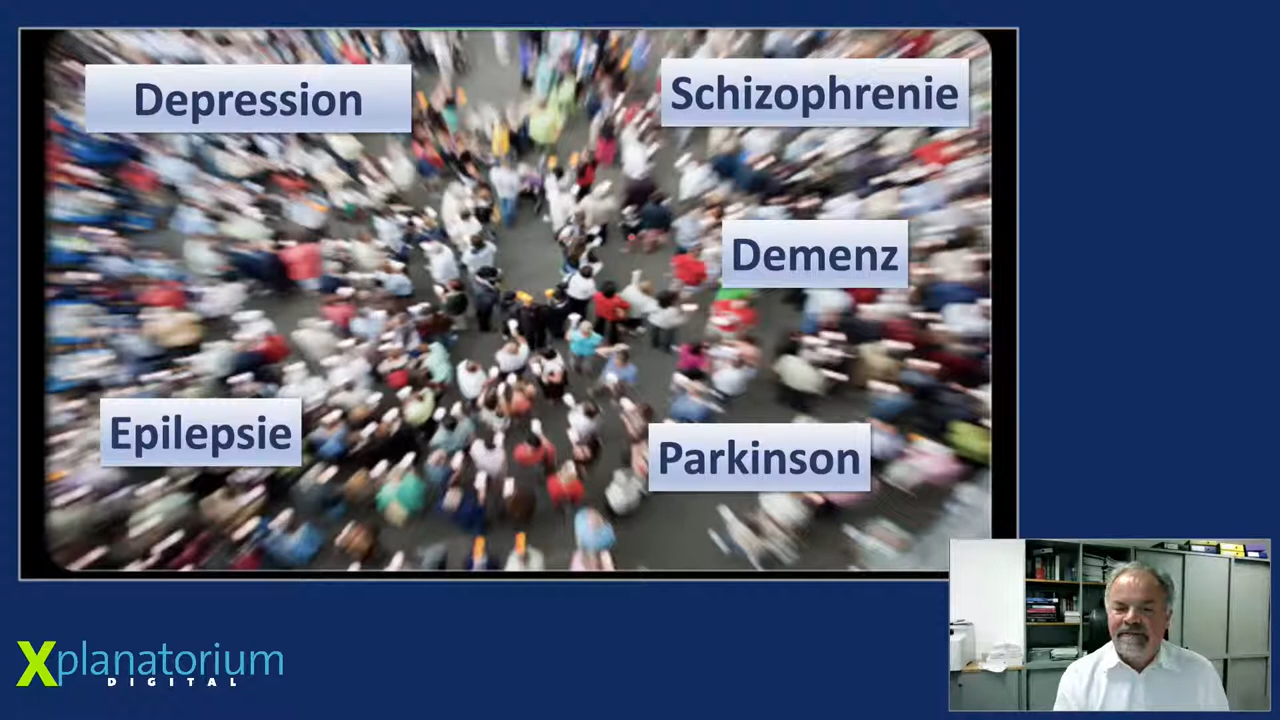 Depression
Schizophrenie
Demenz
Epilepsie
Parkinson
Xplanatorium
DIGITAL